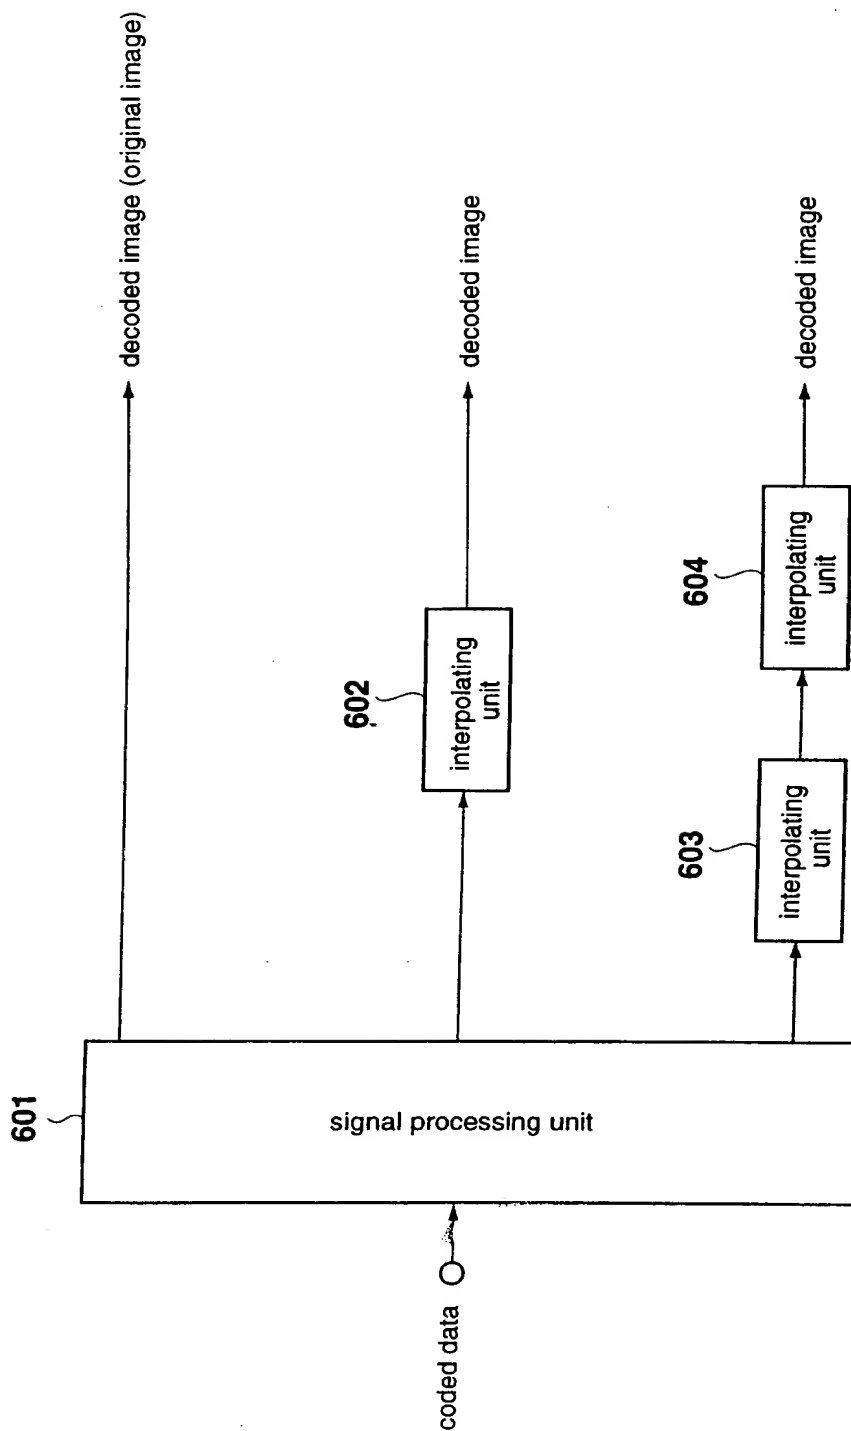 601
signal processing unit
coded data
decoded image (original image)
602
interpolating
unit
decoded image
603
interpolating
unit
604
interpolating
unit
decoded image